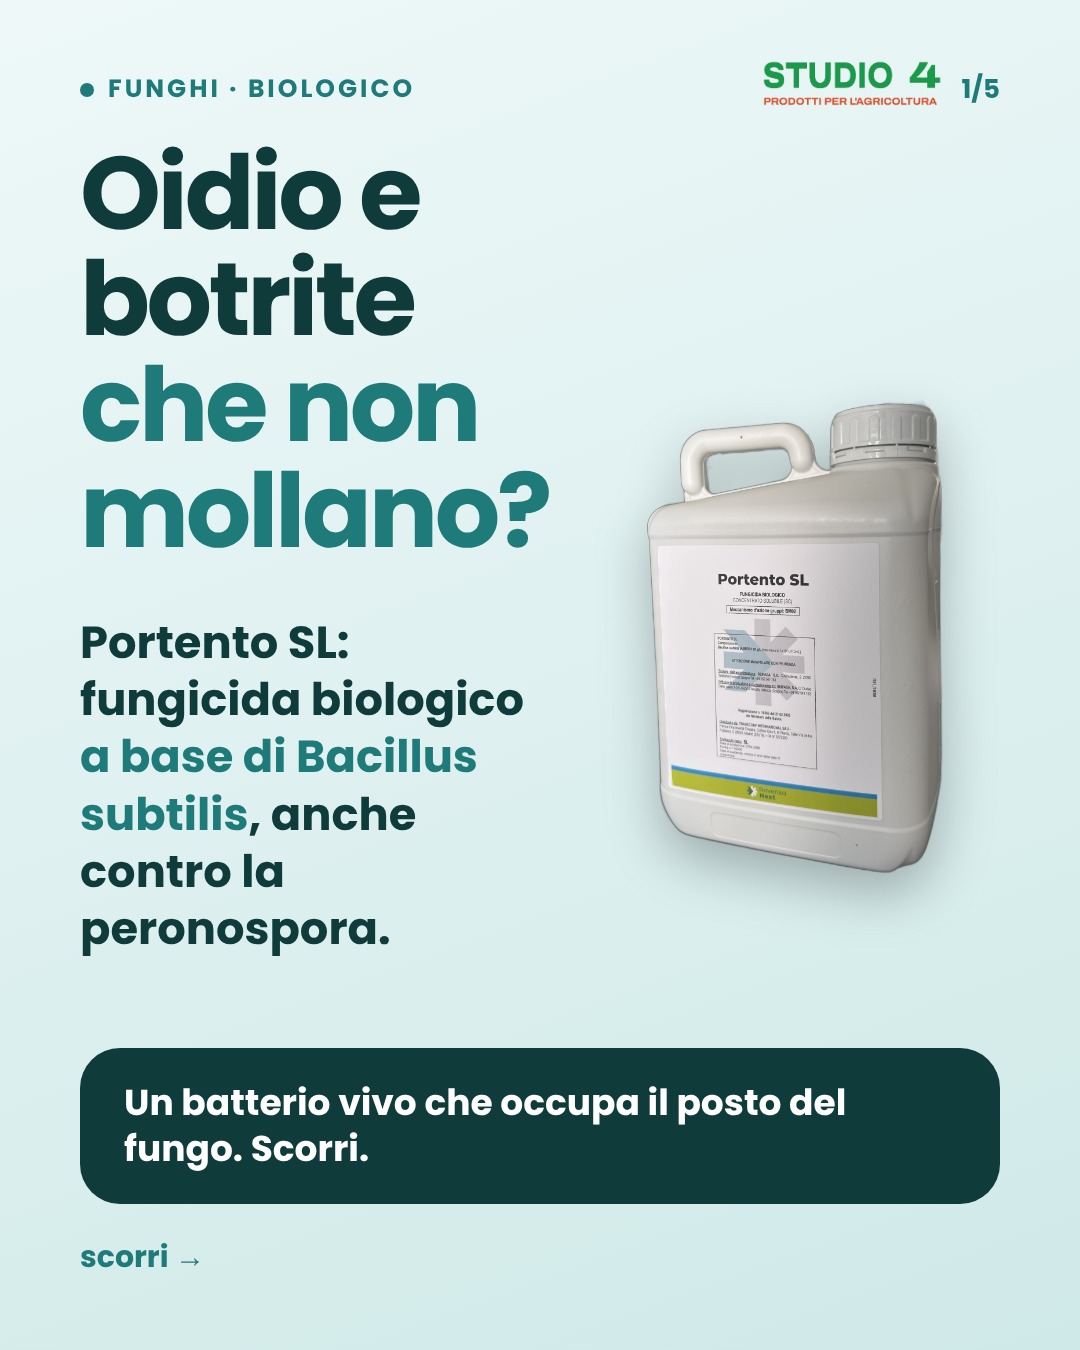 FUNGHI · BIOLOGICO
STUDIO 4
PRODOTTI PER L'AGRICOLTURA
1/5
Oidio e
botrite
che non
mollano?
Portento SL
FUNGICIDA BIOLOGICO
Portento SL:
fungicida biologico
a base di Bacillus
subtilis, anche
contro la
peronospora.
Un batterio vivo che occupa il posto del
fungo. Scorri.
scorri →